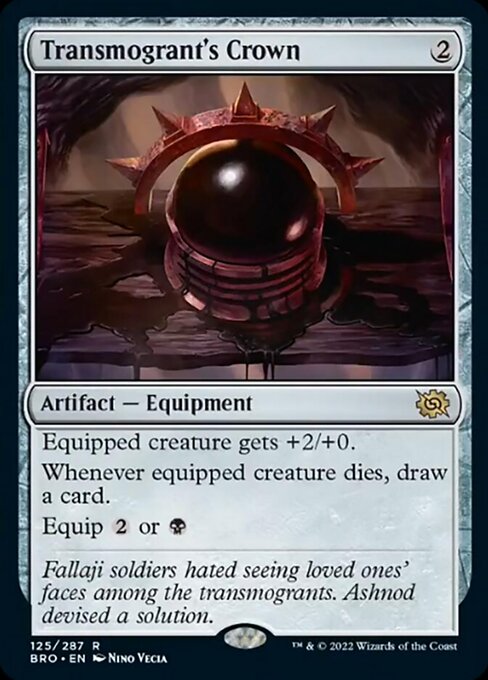 Transmogrant's Crown 2
Artifact — Equipment
Equipped creature gets +2/+0.
Whenever equipped creature dies, draw
a card.
Equip 2 or
Fallaji soldiers hated seeing loved ones'
faces among the transmogrants. Ashnod
devised a solution.
125/287 R
BRO • EN Nino Vecia
™ & © 2022 Wizards of the Coast